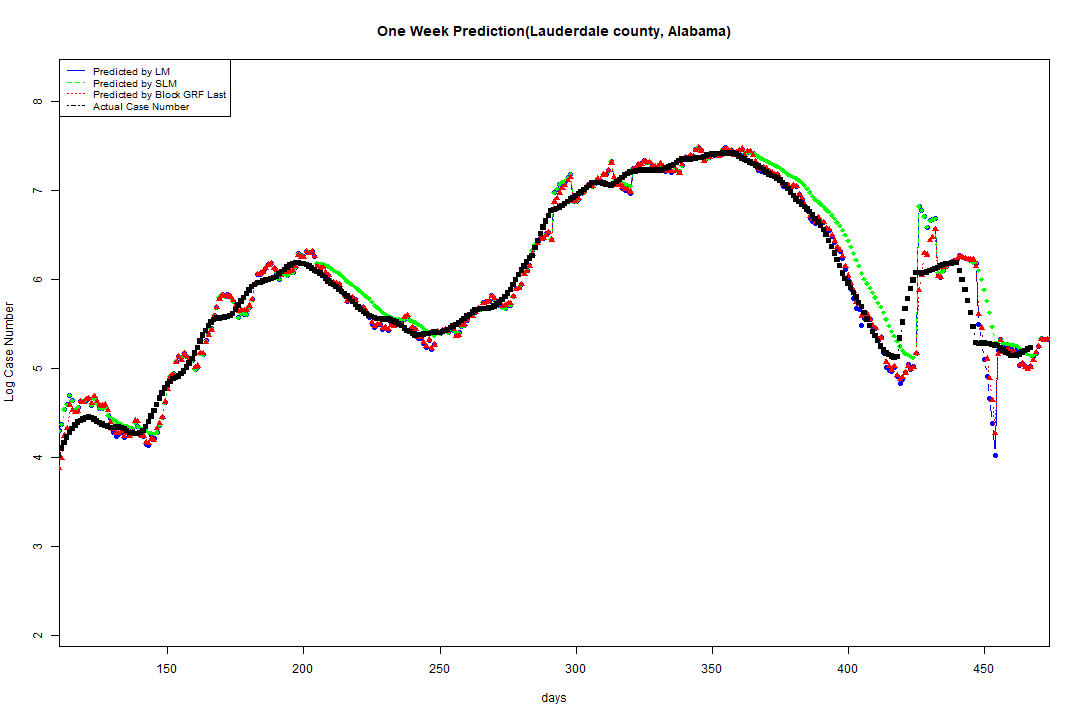 One Week Prediction(Lauderdale county, Alabama)
Predicted by LM
Predicted by SLM
Predicted by Block GRF Last
Actual Case Number
8
7
6
5
4
3
2
Log Case Number
150 200 250 300 350 400 450
days